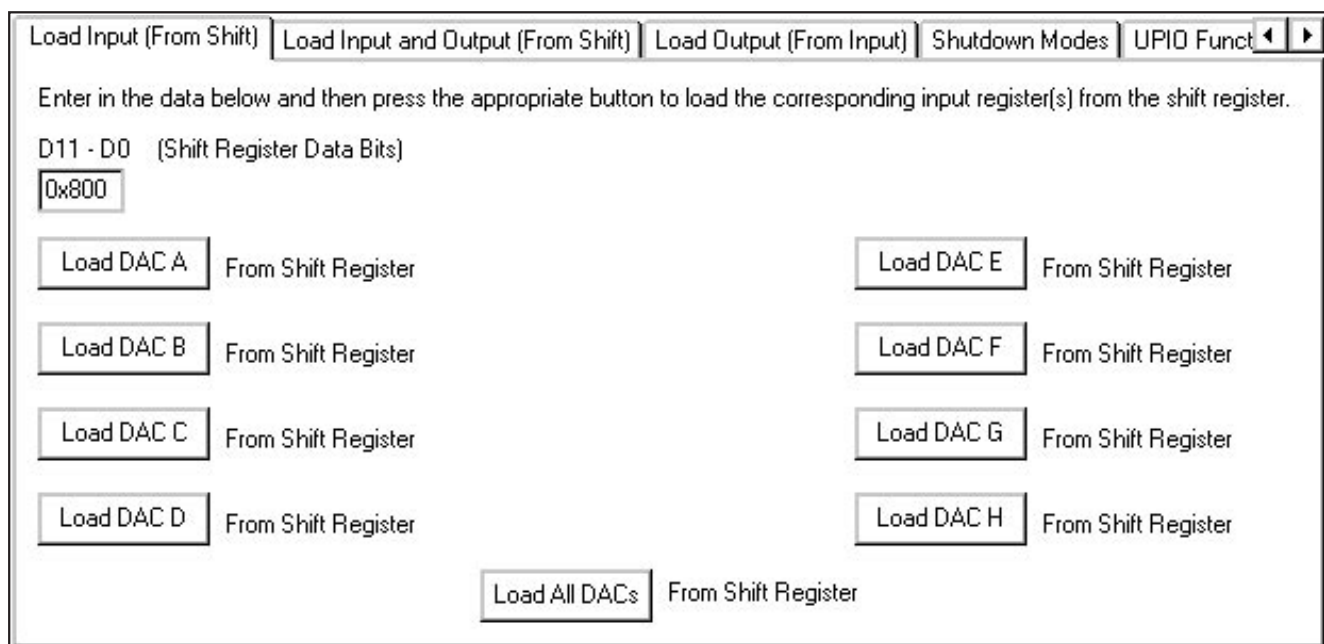 Load Input (From Shift) Load Input and Output (From Shift) Load Output (From Input) Shutdown Modes UPIO Funct
Enter in the data below and then press the appropriate button to load the corresponding input register(s) from the shift register.
D11 - D0 (Shift Register Data Bits)
0x800
Load DAC A From Shift Register Load DAC E From Shift Register
Load DAC B From Shift Register Load DAC F From Shift Register
Load DAC C From Shift Register Load DAC G From Shift Register
Load DAC D From Shift Register Load DAC H From Shift Register
Load All DACs From Shift Register